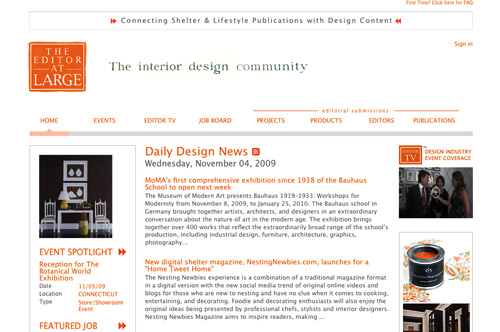 First Time? Click here for FAQ
Connecting Shelter & Lifestyle Publications with Design Content
Sign in
THE
EDITOR
AT
LARGE
The interior design community
editorial submissions
HOME EVENTS EDITOR TV JOB BOARD PROJECTS PRODUCTS EDITORS PUBLICATIONS
Daily Design News
Wednesday, November 04, 2009
MoMA's first comprehensive exhibition since 1938 of the Bauhaus
School to open next week
The Museum of Modern Art presents Bauhaus 1919-1933: Workshops for
Modernity from November 8, 2009, to January 25, 2010. The Bauhaus school in
Germany brought together artists, architects, and designers in an extraordinary
conversation about the nature of art in the modern age. The exhibition brings
together over 400 works that reflect the extraordinarily broad range of the school's
production, including industrial design, furniture, architecture, graphics,
photography...
New digital shelter magazine, NestingNewbies.com, launches for a
"Home Tweet Home"
The Nesting Newbies experience is a combination of a traditional magazine format
in a digital version with the new social media trend of original online videos and
blogs for those who are new to nesting and have no clue when it comes to cooking,
entertaining, and decorating. Foodie and decorating enthusiasts will also enjoy the
original ideas being presented by professional chefs, stylists and interior designers.
Nesting Newbies Magazine aims to inspire readers, making ...
EVENT SPOTLIGHT
Reception for The
Botanical World
Exhibition
Date 11/05/09
Location CONNECTICUT
Type Store/Showroom
Event
FEATURED JOB
EDITOR
TV
DESIGN INDUSTRY
EVENT COVERAGE